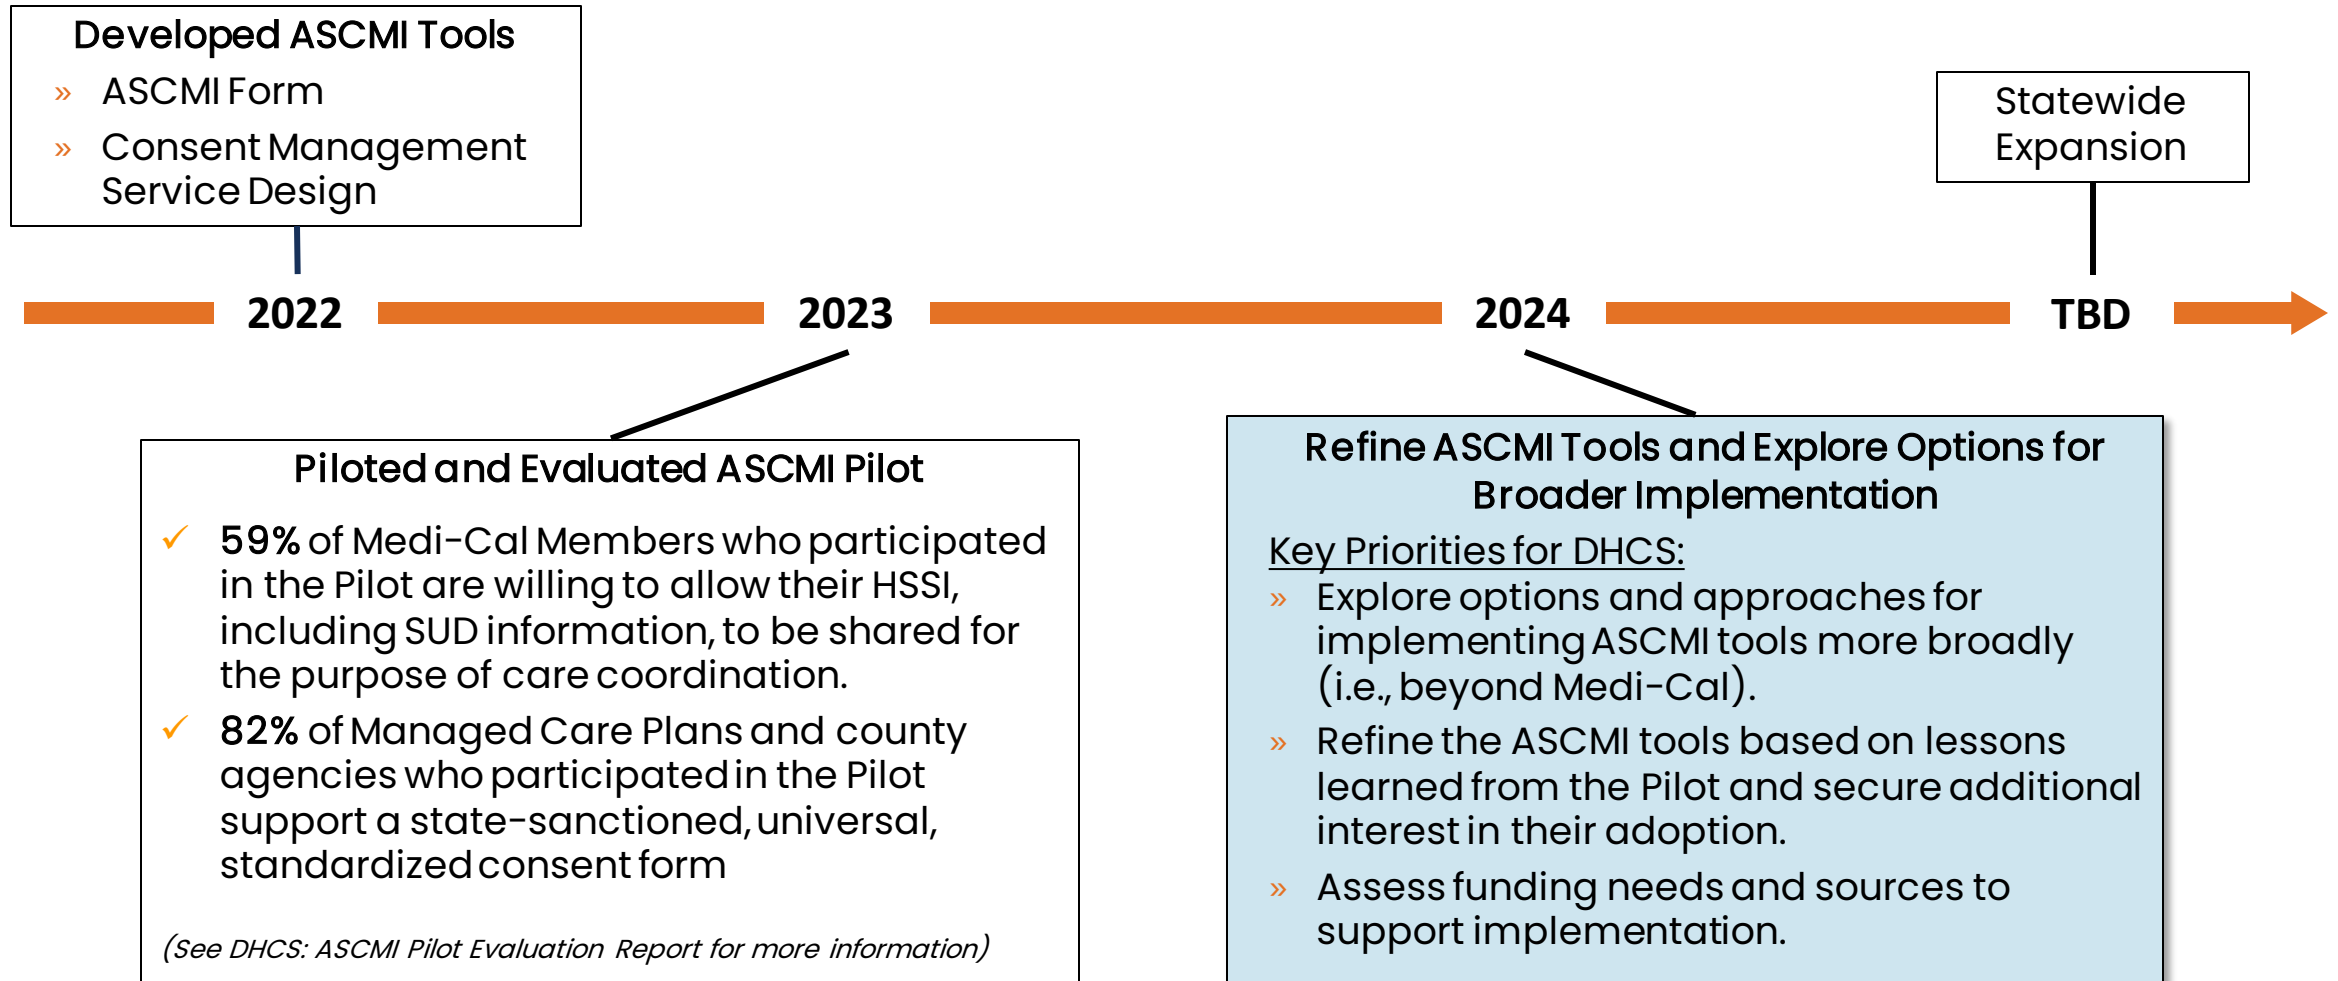 Developed ASCMI Tools
» ASCMI Form
» Consent Management
Service Design
Statewide
Expansion
2022
2023
2024
TBD
Piloted and Evaluated ASCMI Pilot
✓ 59% of Medi-Cal Members who participated
in the Pilot are willing to allow their HSSI,
including SUD information, to be shared for
the purpose of care coordination.
✓ 82% of Managed Care Plans and county
agencies who participated in the Pilot
support a state-sanctioned, universal,
standardized consent form
(See DHCS: ASCMI Pilot Evaluation Report for more information)
Refine ASCMI Tools and Explore Options for
Broader Implementation
Key Priorities for DHCS:
» Explore options and approaches for
implementing ASCMI tools more broadly
(i.e., beyond Medi-Cal).
» Refine the ASCMI tools based on lessons
learned from the Pilot and secure additional
interest in their adoption.
» Assess funding needs and sources to
support implementation.